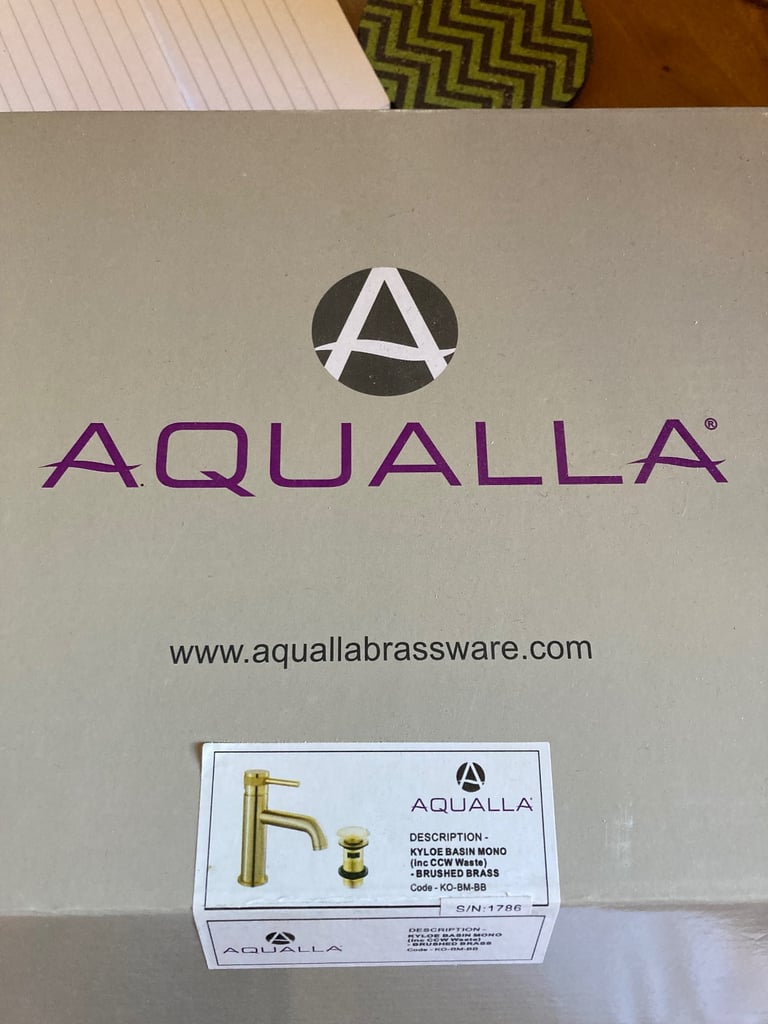 A
AQUALLA®
www.aquallabrassware.com
A
AQUALLA
DESCRIPTION -
KYLOE BASIN MONO
(inc CCW Waste)
- BRUSHED BRASS
Code - KO-BM-BB
S/N:1786
A
AQUALLA
DESCRIPTION -
KYLOE BASIN MONO
(inc CCW Waste)
- BRUSHED BRASS
Code - KO-BM-BB